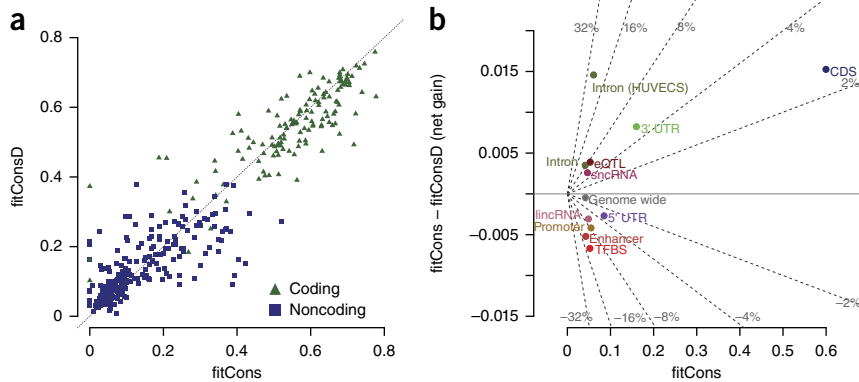 a
0.8
0.6
0.4
0.2
0
fitConsD
Coding
Noncoding
0
0.2
0.4
0.6
0.8
fitCons
b
32%
16%
8%
4%
2%
0.015
0.005
−0.005
−0.015
fitCons − fitConsD (net gain)
Intron (HUVECS)
CDS
3′ UTR
Intron
eQTL
sncRNA
Genome wide
lincRNA
5′ UTR
Promoter
Enhancer
TFBS
−32%
−16%
−8%
−4%
−2%
0
0.1
0.2
0.3
0.4
0.5
0.6
fitCons